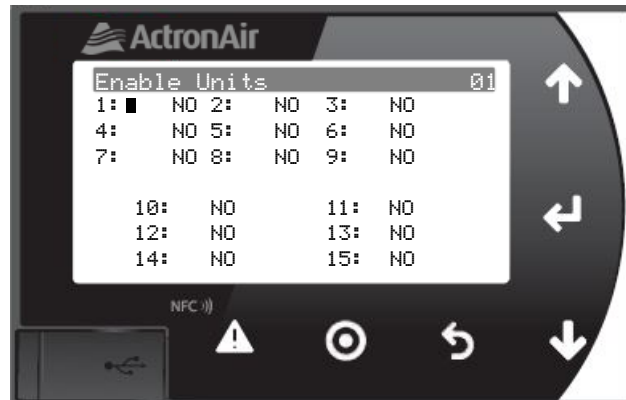 ActronAir
Enable Units 01
1: NO 2: NO 3: NO
4: NO 5: NO 6: NO
7: NO 8: NO 9: NO
10: NO 11: NO
12: NO 13: NO
14: NO 15: NO
NFC